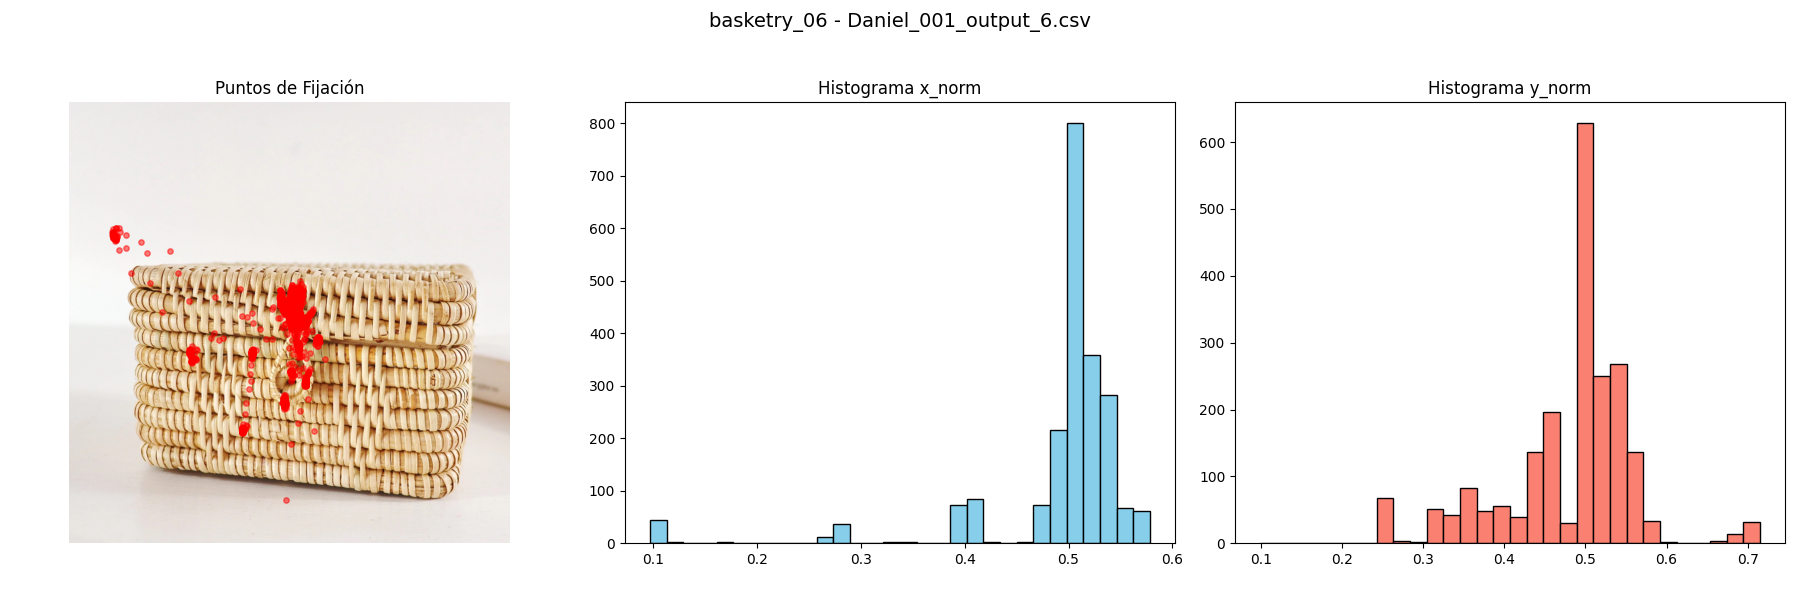 basketry_06 - Daniel_001_output_6.csv
Puntos de Fijación
Histograma x_norm
800
700
600
500
400
300
200
100
0
0.1 0.2 0.3 0.4 0.5 0.6
Histograma y_norm
600
500
400
300
200
100
0
0.1 0.2 0.3 0.4 0.5 0.6 0.7